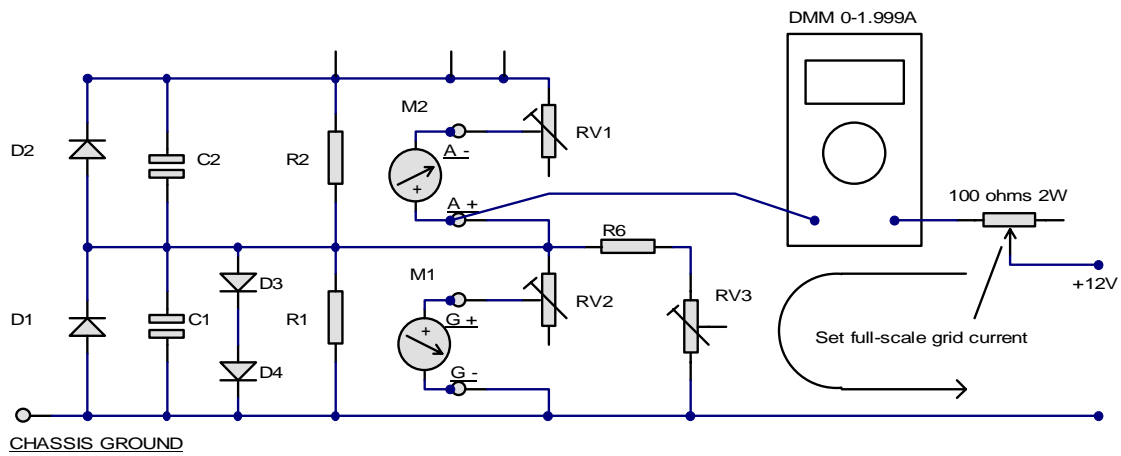 DMM 0-1.999A
M2
D2
C2
R2
A -
RV1
A +
100 ohms 2W
R6
M1
D3
+12V
D1
C1
R1
G +
RV2
RV3
Set full-scale grid current
D4
G -
CHASSIS GROUND